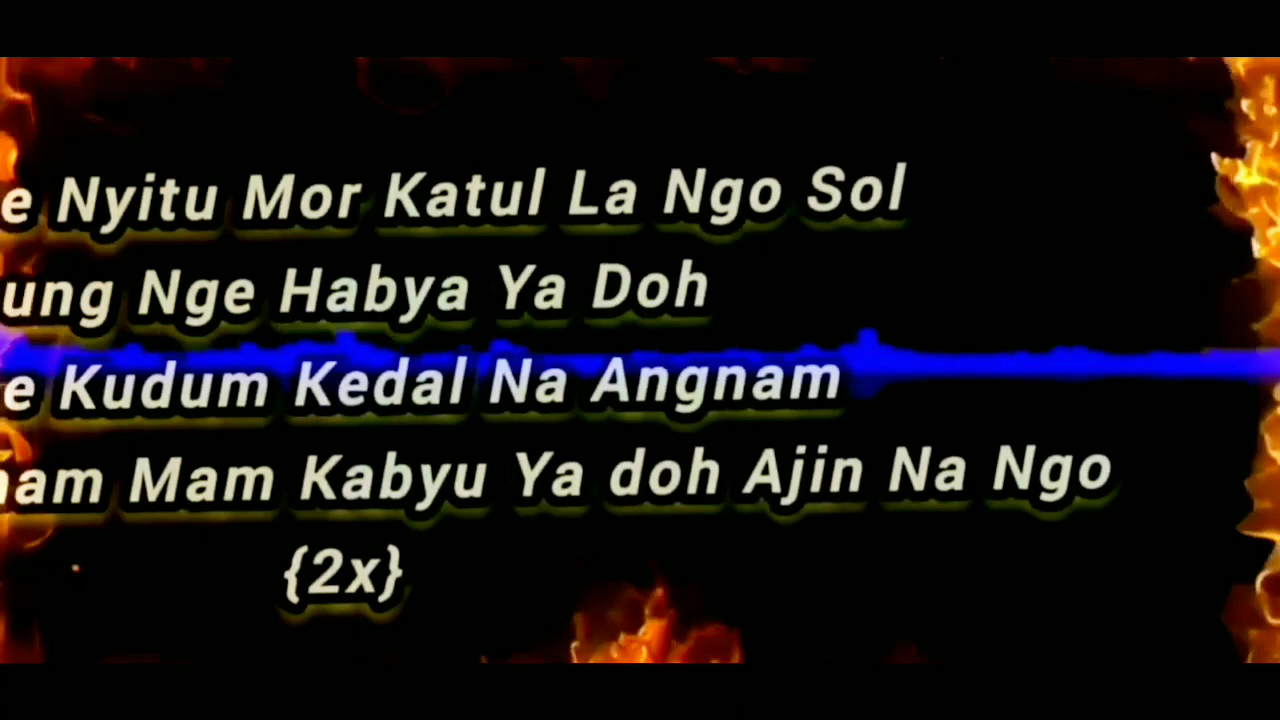 e Nyitu Mor Katul La Ngo Sol
ung Nge Habya Ya Doh
e Kudum Kedal Na Angnam
am Mam Kabyu Ya doh Ajin Na Ngo
{2x}